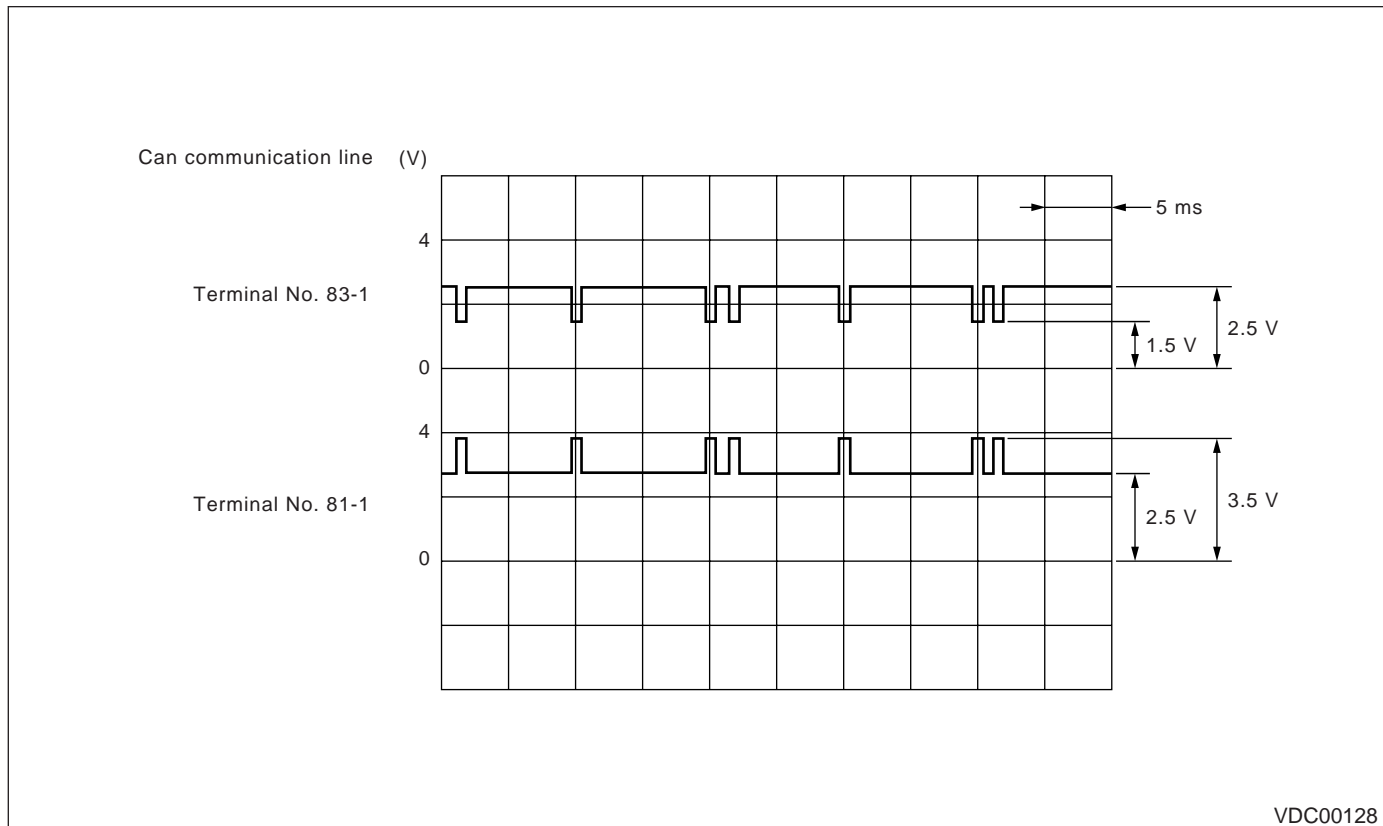 Can communication line (V)
5 ms
4
Terminal No. 83-1
2.5 V
1.5 V
0
4
Terminal No. 81-1
3.5 V
2.5 V
0
VDC00128